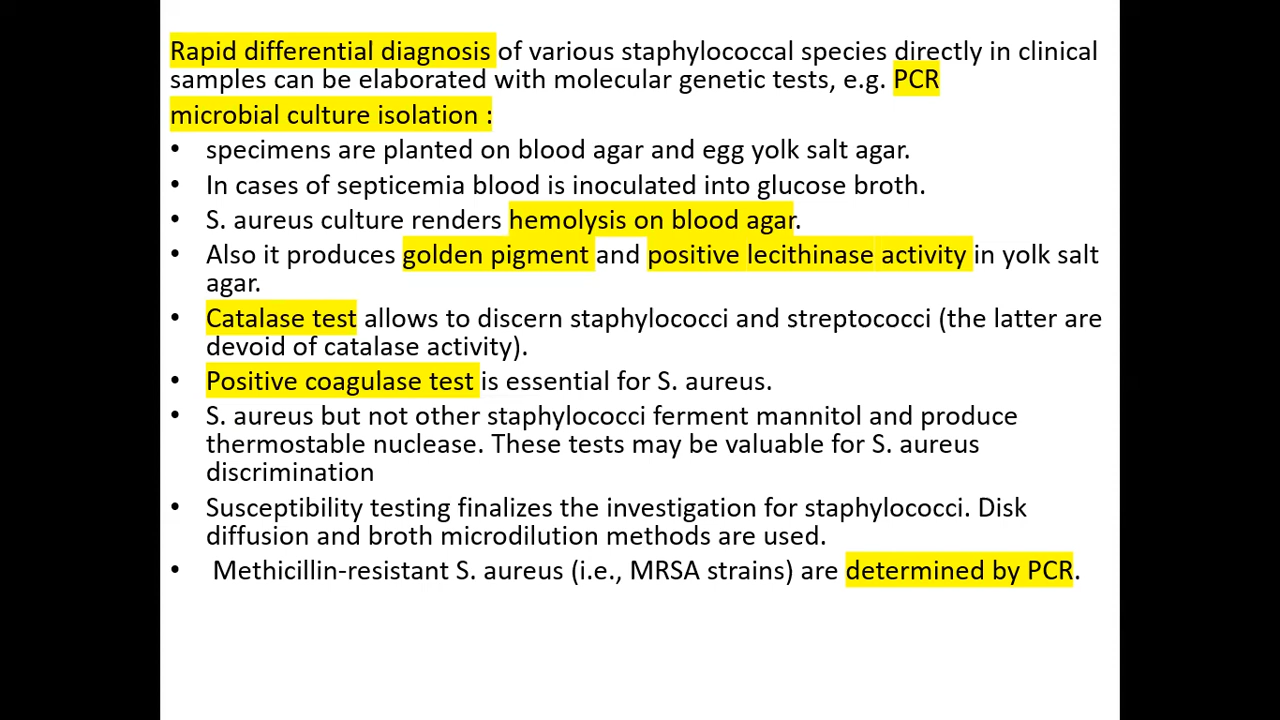 Rapid differential diagnosis of various staphylococcal species directly in clinical
samples can be elaborated with molecular genetic tests, e.g. PCR
microbial culture isolation :
• specimens are planted on blood agar and egg yolk salt agar.
• In cases of septicemia blood is inoculated into glucose broth.
• S. aureus culture renders hemolysis on blood agar.
• Also it produces golden pigment and positive lecithinase activity in yolk salt
agar.
• Catalase test allows to discern staphylococci and streptococci (the latter are
devoid of catalase activity).
• Positive coagulase test is essential for S. aureus.
• S. aureus but not other staphylococci ferment mannitol and produce
thermostable nuclease. These tests may be valuable for S. aureus
discrimination
• Susceptibility testing finalizes the investigation for staphylococci. Disk
diffusion and broth microdilution methods are used.
• Methicillin-resistant S. aureus (i.e., MRSA strains) are determined by PCR.